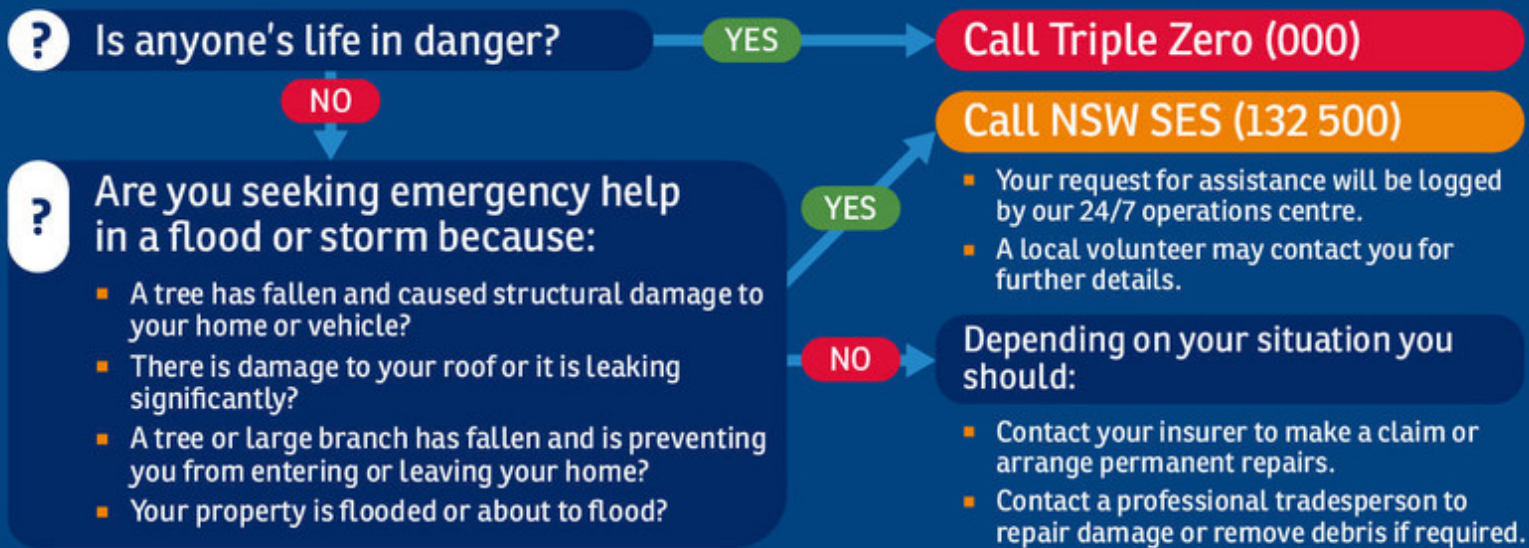 ? Is anyone's life in danger?
YES
Call Triple Zero (000)
NO
? Are you seeking emergency help
in a flood or storm because:
▪ A tree has fallen and caused structural damage to
your home or vehicle?
▪ There is damage to your roof or it is leaking
significantly?
▪ A tree or large branch has fallen and is preventing
you from entering or leaving your home?
▪ Your property is flooded or about to flood?
YES
Call NSW SES (132 500)
▪ Your request for assistance will be logged
by our 24/7 operations centre.
▪ A local volunteer may contact you for
further details.
NO
Depending on your situation you
should:
▪ Contact your insurer to make a claim or
arrange permanent repairs.
▪ Contact a professional tradesperson to
repair damage or remove debris if required.